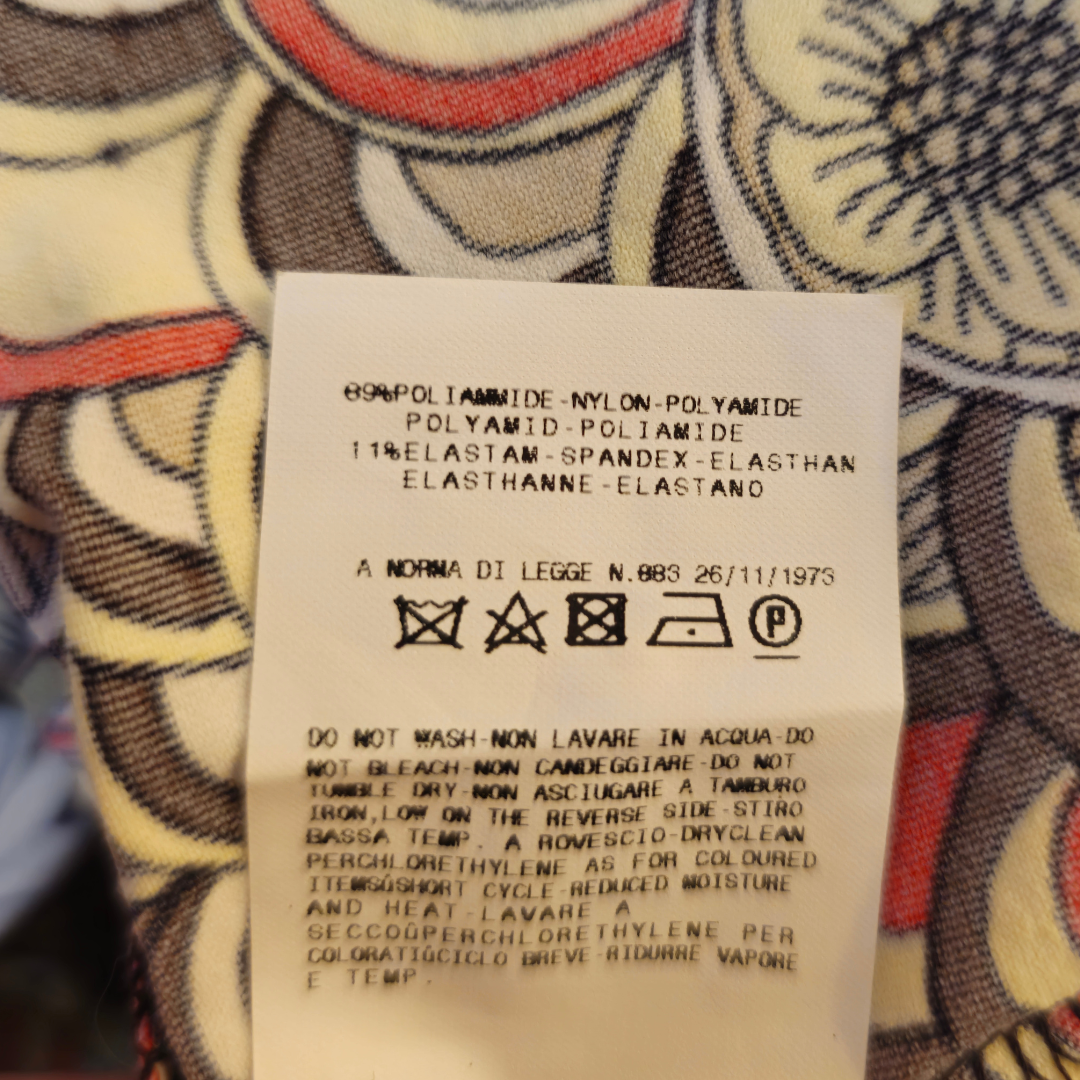 89%POLIAMMIDE-NYLON-POLYAMIDE
POLYAMID-POLIAMIDE
11%ELASTAM-SPANDEX-ELASTHAN
ELASTHANNE-ELASTANO
A NORMA DI LEGGE N.883 26/11/1973
P
DO NOT WASH-NON LAVARE IN ACQUA-DO
NOT BLEACH-NON CANDEGGIARE-DO NOT
TUMBLE DRY-NON ASCIUGARE A TAMBURO
IRON,LOW ON THE REVERSE SIDE-STIRO
BASSA TEMP. A ROVESCIO-DRYCLEAN
PERCHLORETHYLENE AS FOR COLOURED
ITEMSÛSHORT CYCLE-REDUCED MOISTURE
AND HEAT-LAVARE A
SECCOÛPERCHLORETHYLENE PER
COLORATIÛCICLO BREVE-RIDURRE VAPORE
E TEMP.